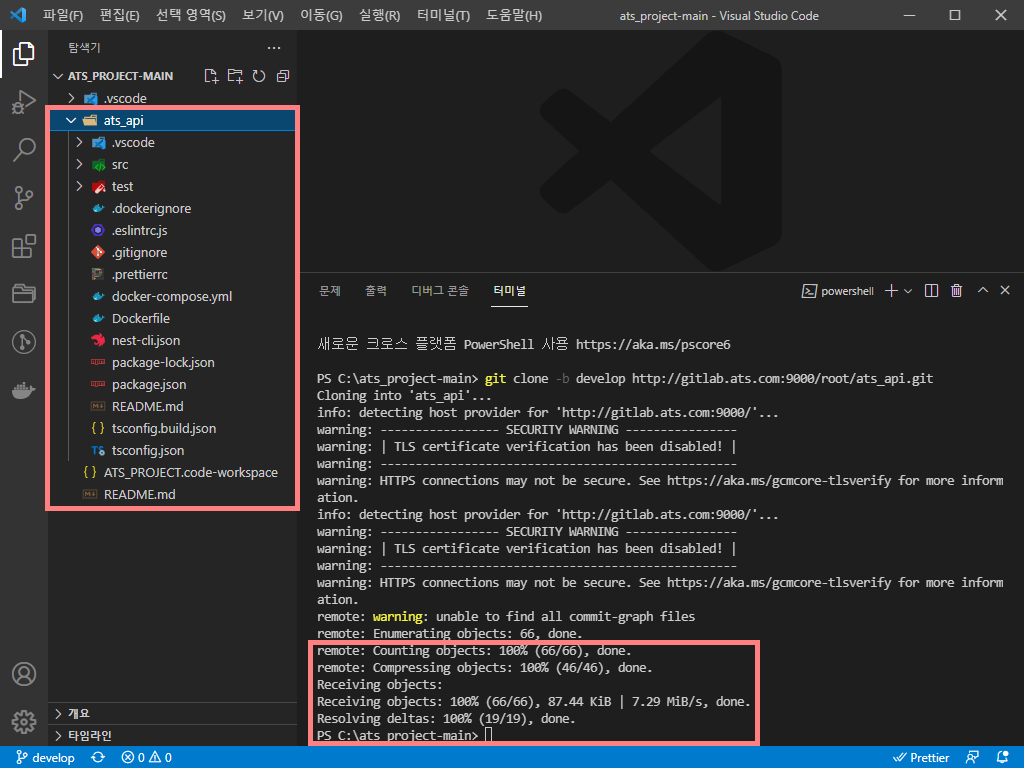 파일(F) 편집(E) 선택 영역(S) 보기(V) 이동(G) 실행(R) 터미널(T) 도움말(H) ats_project-main - Visual Studio Code
탐색기
ATS_PROJECT-MAIN
.vscode
ats_api
.vscode
src
test
.dockerignore
.eslintrc.js
.gitignore
.prettierrc
docker-compose.yml
Dockerfile
nest-cli.json
package-lock.json
package.json
README.md
tsconfig.build.json
tsconfig.json
ATS_PROJECT.code-workspace
README.md
개요
타임라인
문제 출력 디버그 콘솔 터미널 powershell
새로운 크로스 플랫폼 PowerShell 사용 https://aka.ms/pscore6
PS C:\ats_project-main> git clone -b develop http://gitlab.ats.com:9000/root/ats_api.git
Cloning into 'ats_api'...
info: detecting host provider for 'http://gitlab.ats.com:9000/'...
warning: ----------------- SECURITY WARNING ----------------
warning: | TLS certificate verification has been disabled! |
warning: ---------------------------------------------------
warning: HTTPS connections may not be secure. See https://aka.ms/gcmcore-tlsverify for more inform
ation.
info: detecting host provider for 'http://gitlab.ats.com:9000/'...
warning: ----------------- SECURITY WARNING ----------------
warning: | TLS certificate verification has been disabled! |
warning: ---------------------------------------------------
warning: HTTPS connections may not be secure. See https://aka.ms/gcmcore-tlsverify for more inform
ation.
remote: warning: unable to find all commit-graph files
remote: Enumerating objects: 66, done.
remote: Counting objects: 100% (66/66), done.
remote: Compressing objects: 100% (46/46), done.
Receiving objects:
Receiving objects: 100% (66/66), 87.44 KiB | 7.29 MiB/s, done.
Resolving deltas: 100% (19/19), done.
PS C:\ats_project-main>
develop 0 0 Prettier